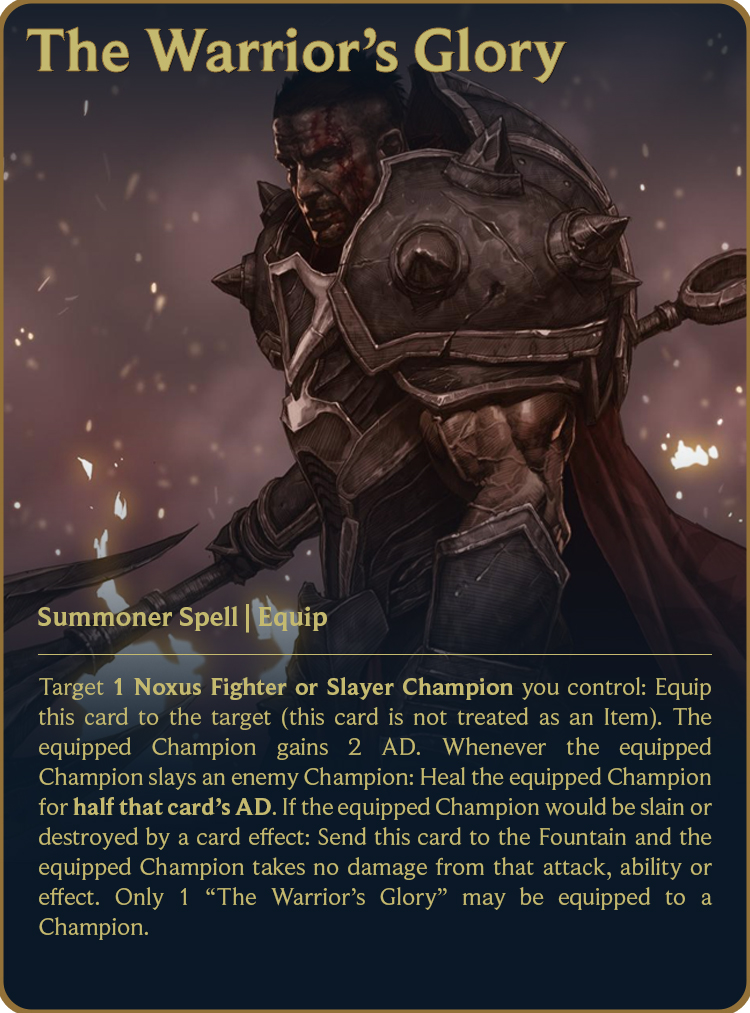 The Warrior’s Glory
Summoner Spell | Equip
Target 1 Noxus Fighter or Slayer Champion you control: Equip
this card to the target (this card is not treated as an Item). The
equipped Champion gains 2 AD. Whenever the equipped
Champion slays an enemy Champion: Heal the equipped Champion
for half that card’s AD. If the equipped Champion would be slain or
destroyed by a card effect: Send this card to the Fountain and the
equipped Champion takes no damage from that attack, ability or
effect. Only 1 “The Warrior’s Glory” may be equipped to a
Champion.